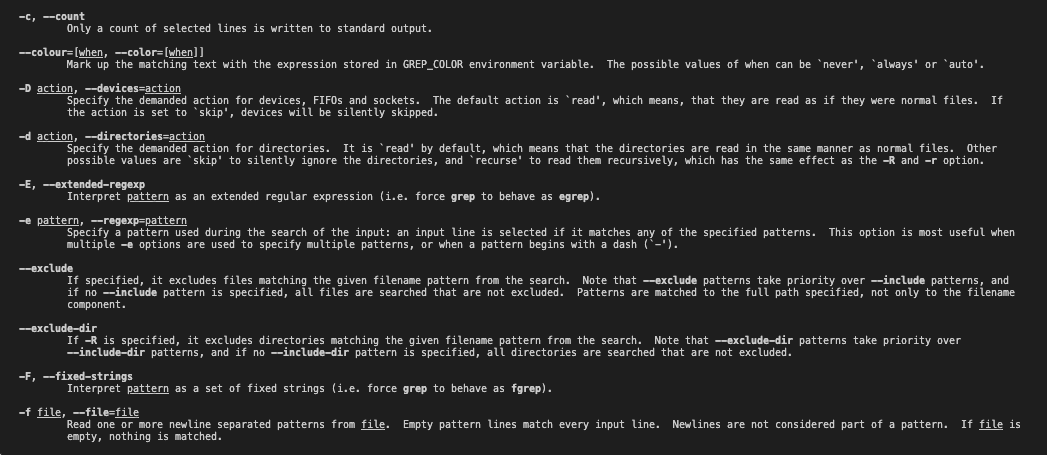 -c, --count
Only a count of selected lines is written to standard output.
--colour=[when, --color=[when]]
Mark up the matching text with the expression stored in GREP_COLOR environment variable.  The possible values of when can be `never', `always' or `auto'.
-D action, --devices=action
Specify the demanded action for devices, FIFOs and sockets.  The default action is `read', which means, that they are read as if they were normal files.  If
the action is set to `skip', devices will be silently skipped.
-d action, --directories=action
Specify the demanded action for directories.  It is `read' by default, which means that the directories are read in the same manner as normal files.  Other
possible values are `skip' to silently ignore the directories, and `recurse' to read them recursively, which has the same effect as the -R and -r option.
-E, --extended-regexp
Interpret pattern as an extended regular expression (i.e. force grep to behave as egrep).
-e pattern, --regexp=pattern
Specify a pattern used during the search of the input: an input line is selected if it matches any of the specified patterns.  This option is most useful when
multiple -e options are used to specify multiple patterns, or when a pattern begins with a dash (`-').
--exclude
If specified, it excludes files matching the given filename pattern from the search.  Note that --exclude patterns take priority over --include patterns, and
if no --include pattern is specified, all files are searched that are not excluded.  Patterns are matched to the full path specified, not only to the filename
component.
--exclude-dir
If -R is specified, it excludes directories matching the given filename pattern from the search.  Note that --exclude-dir patterns take priority over
--include-dir patterns, and if no --include-dir pattern is specified, all directories are searched that are not excluded.
-F, --fixed-strings
Interpret pattern as a set of fixed strings (i.e. force grep to behave as fgrep).
-f file, --file=file
Read one or more newline separated patterns from file.  Empty pattern lines match every input line.  Newlines are not considered part of a pattern.  If file is
empty, nothing is matched.